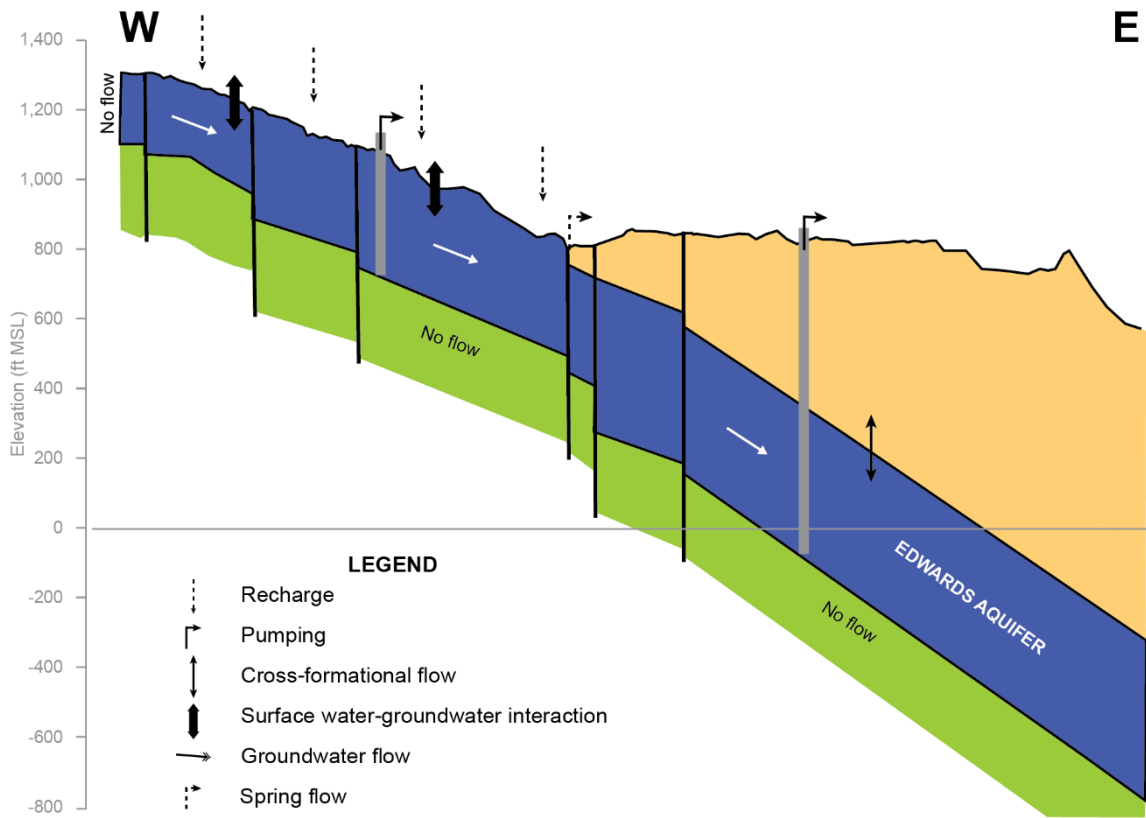 W
E
1,400
1,200
1,000
800
600
400
200
0
-200
-400
-600
-800
Elevation (ft MSL)
No flow
No flow
No flow
EDWARDS AQUIFER
LEGEND
Recharge
Pumping
Cross-formational flow
Surface water-groundwater interaction
Groundwater flow
Spring flow